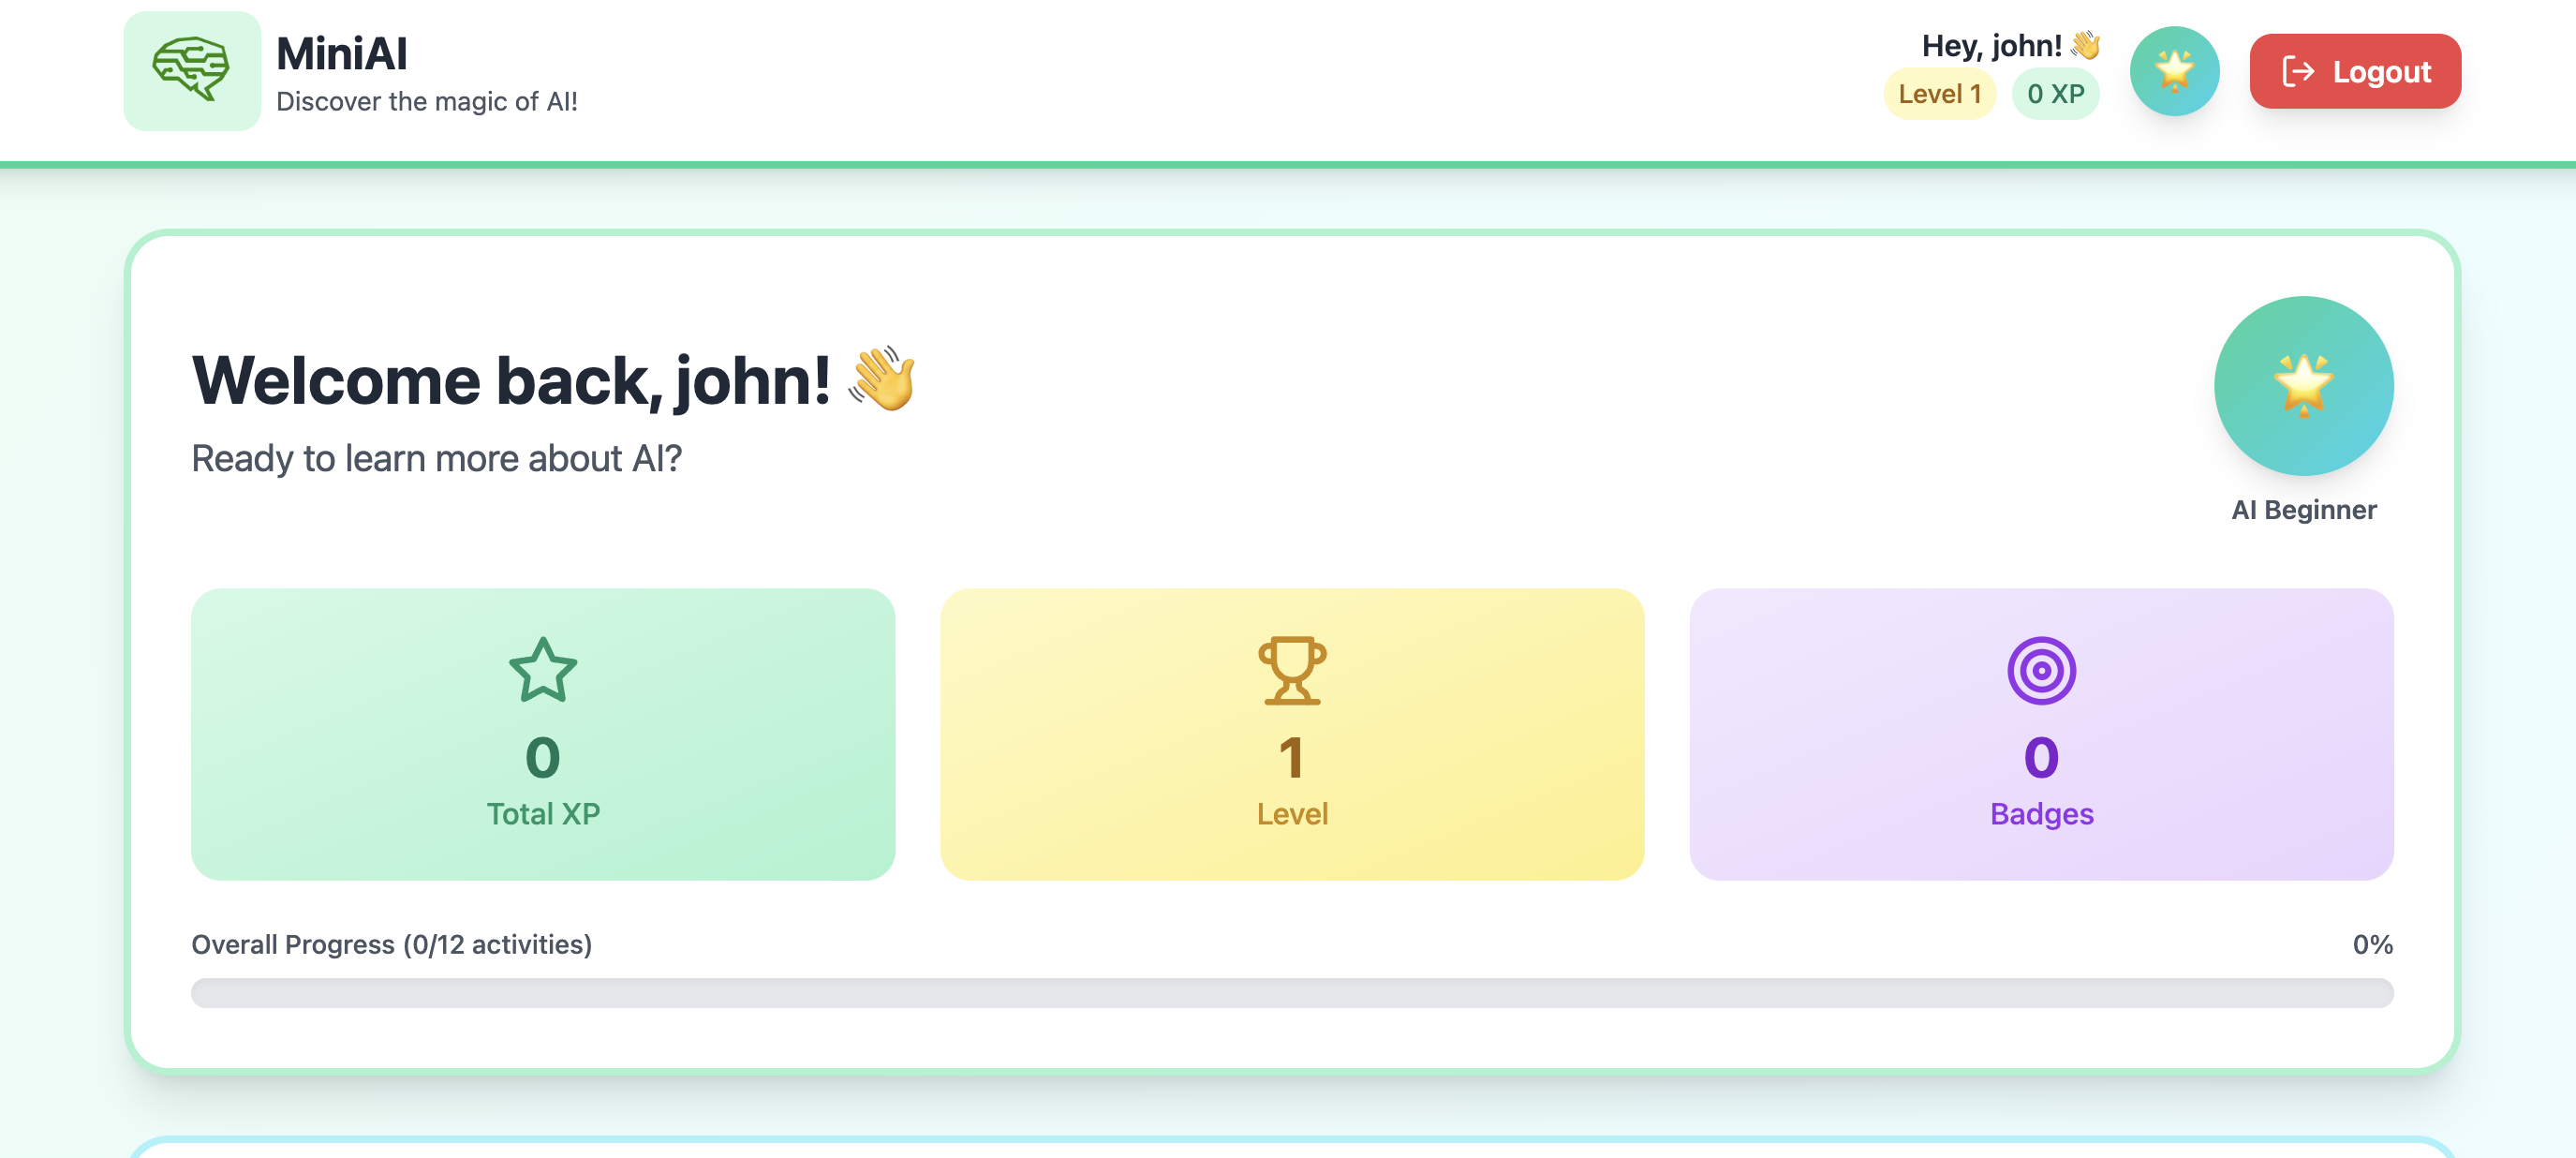 MiniAI
Discover the magic of AI!
Hey, john! 👋
Level 1
0 XP
Logout
Welcome back, john! 👋
Ready to learn more about AI?
AI Beginner
0
Total XP
1
Level
0
Badges
Overall Progress (0/12 activities)
0%